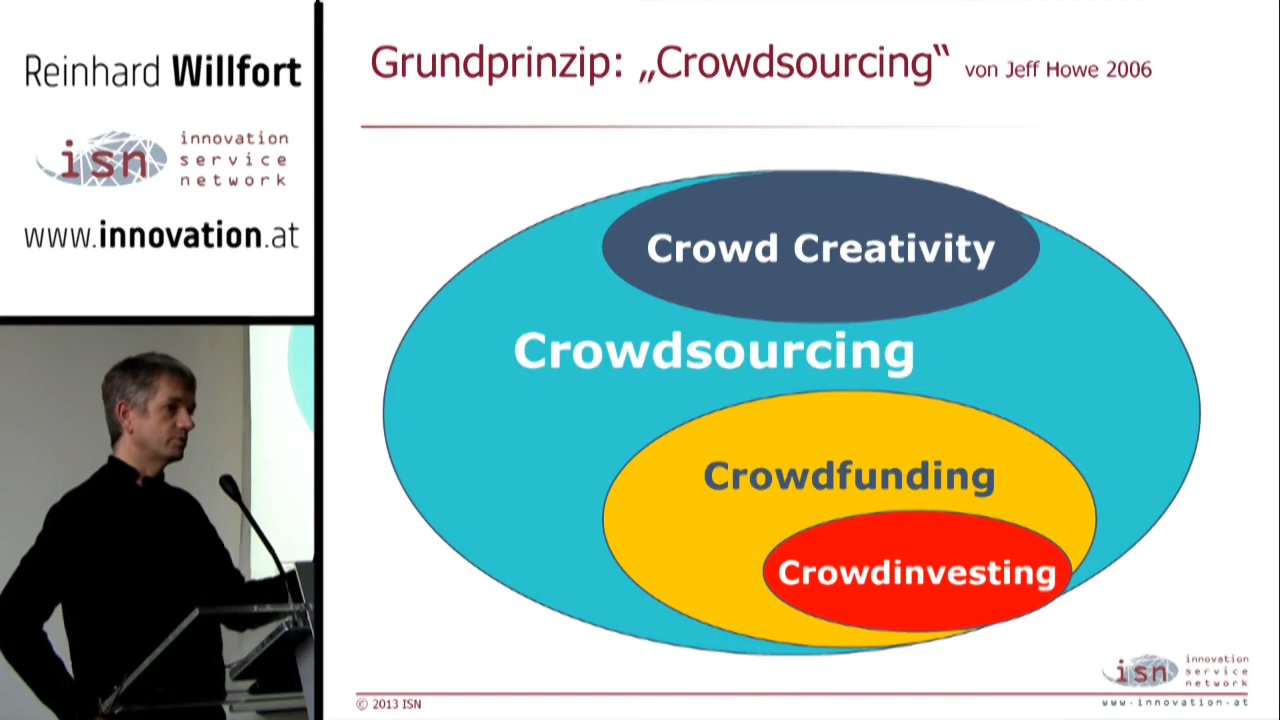 Reinhard Willfort
isn
innovation
service
network
www.innovation.at
Grundprinzip: „Crowdsourcing“ von Jeff Howe 2006
Crowd Creativity
Crowdsourcing
Crowdfunding
Crowdinvesting
© 2013 ISN
isn
innovation
service
network
www.innovation.at